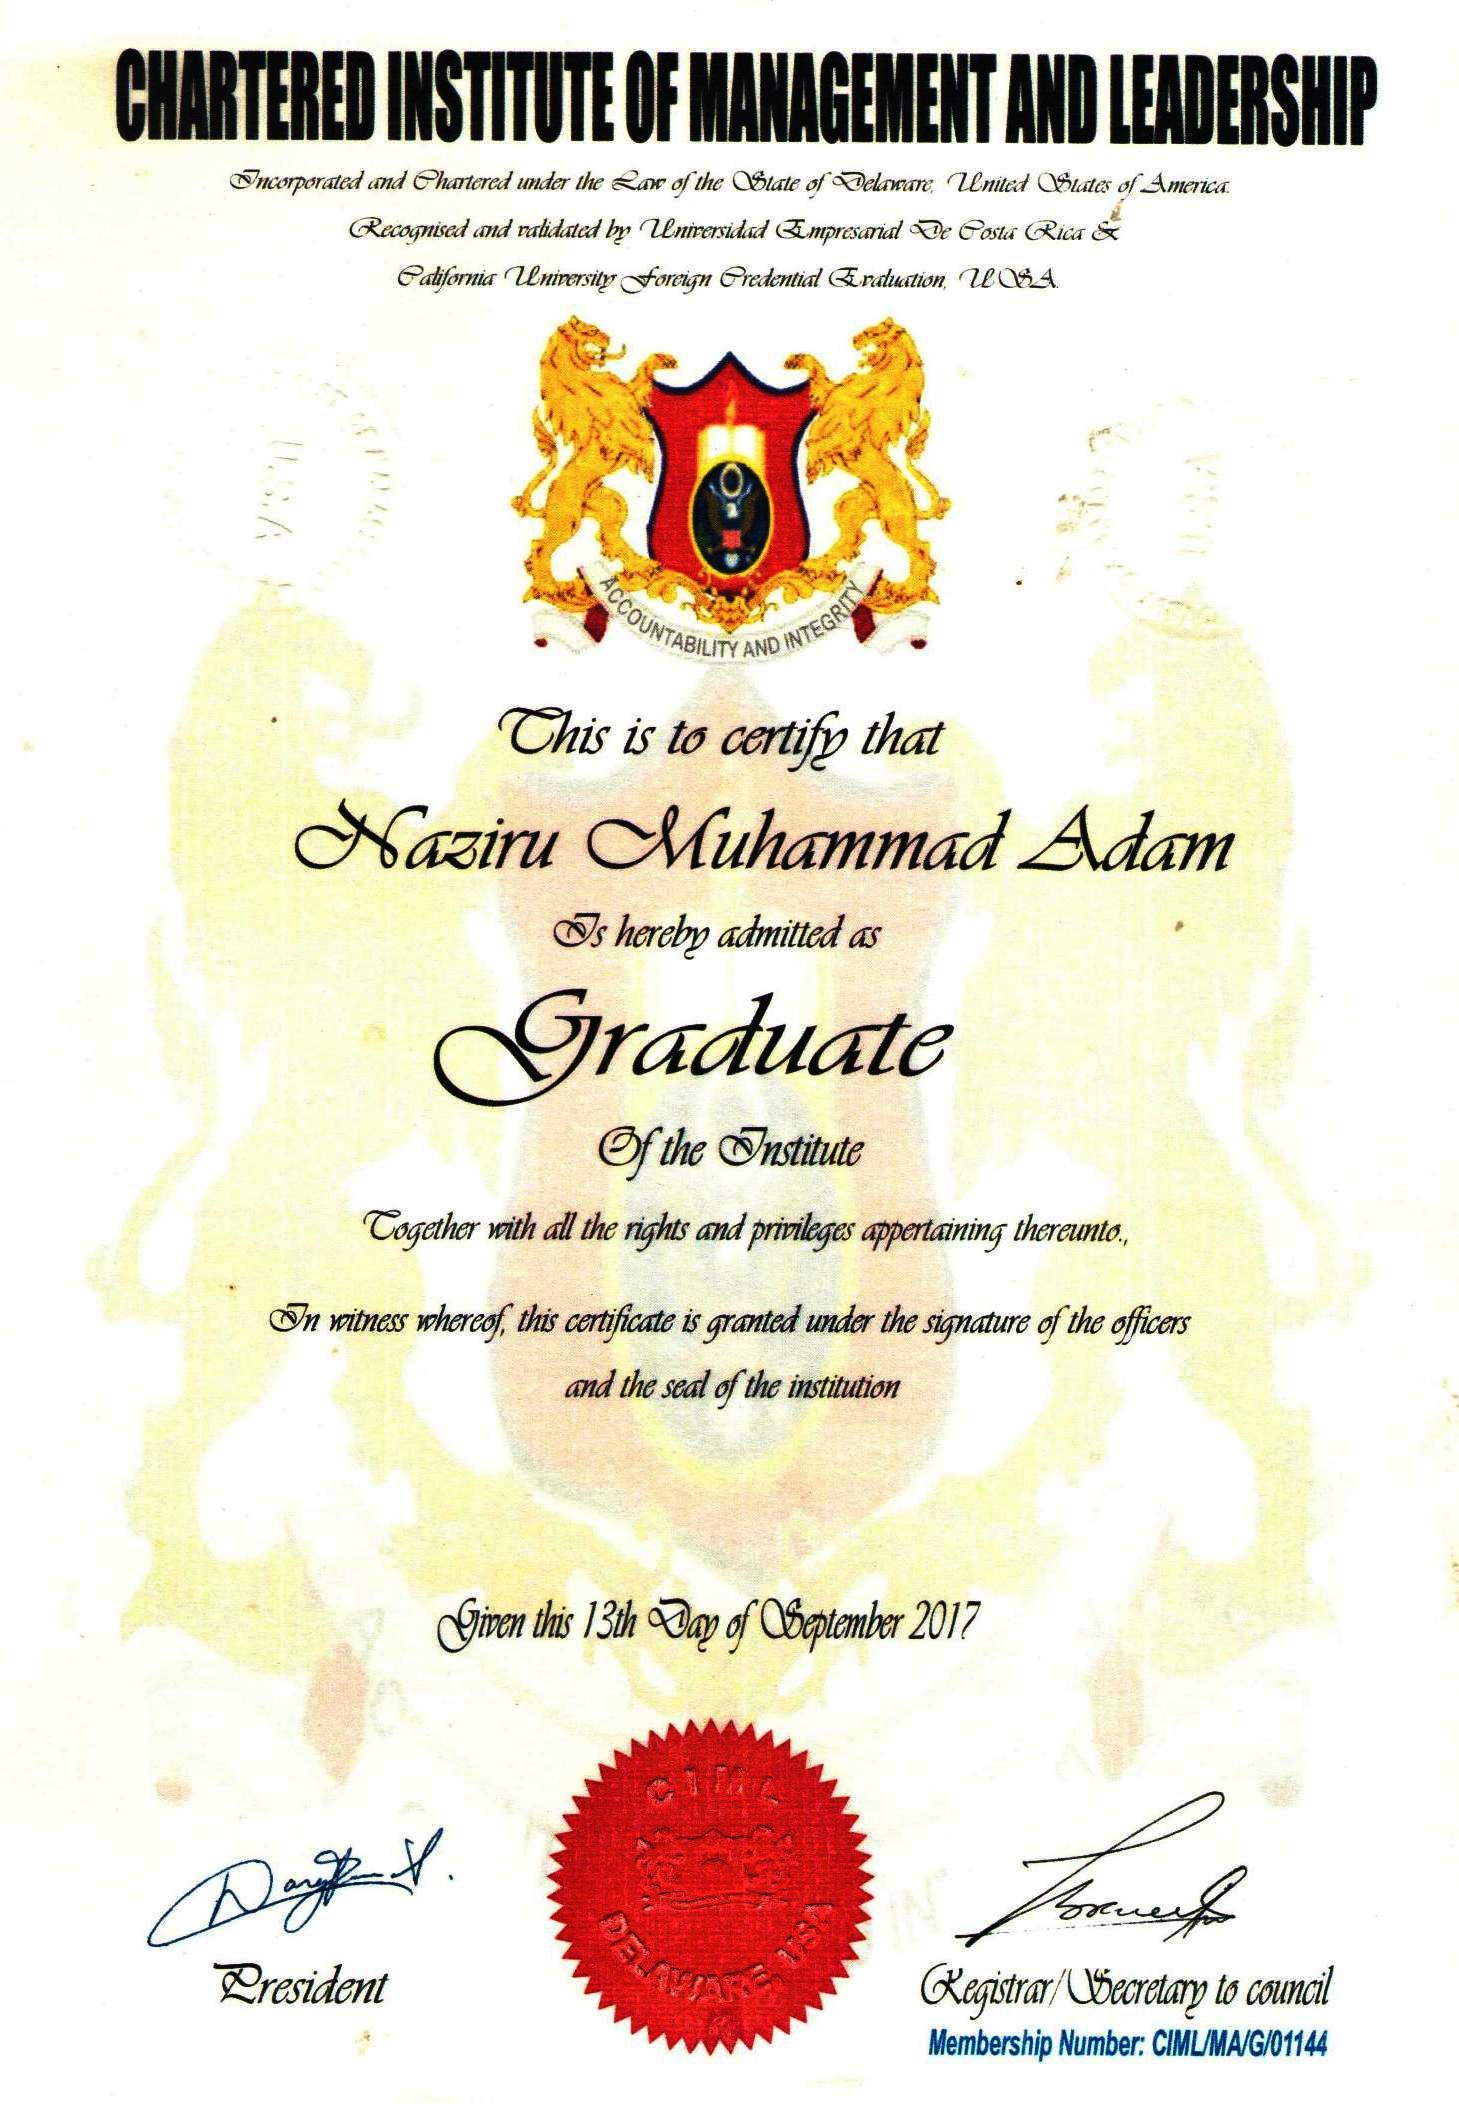 CHARTERED INSTITUTE OF MANAGEMENT AND LEADERSHIP
Incorporated and Chartered under the Law of the State of Delaware, United States of America.
Recognised and validated by Universidad Empresarial De Costa Rica &
California University Foreign Credential Evaluation, USA.
USA
ACCOUNTABILITY AND INTEGRITY
This is to certify that
Naziru Muhammad Adam
Is hereby admitted as
Graduate
Of the Institute
Together with all the rights and privileges appertaining thereunto.,
In witness whereof, this certificate is granted under the signature of the officers
and the seal of the institution
Given this 13th Day of September 2017
CIML
DELAWARE, USA
President
Registrar/Secretary to council
Membership Number: CIML/MA/G/01144